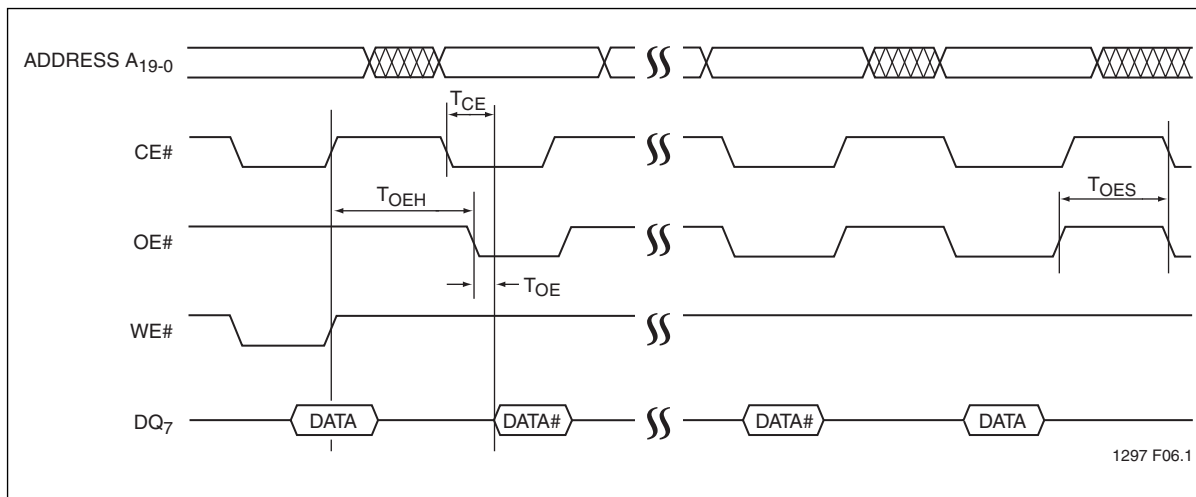 ADDRESS A19-0
TCE
CE#
TOEH
TOES
OE#
TOE
WE#
DQ7
DATA
DATA#
DATA#
DATA
1297 F06.1